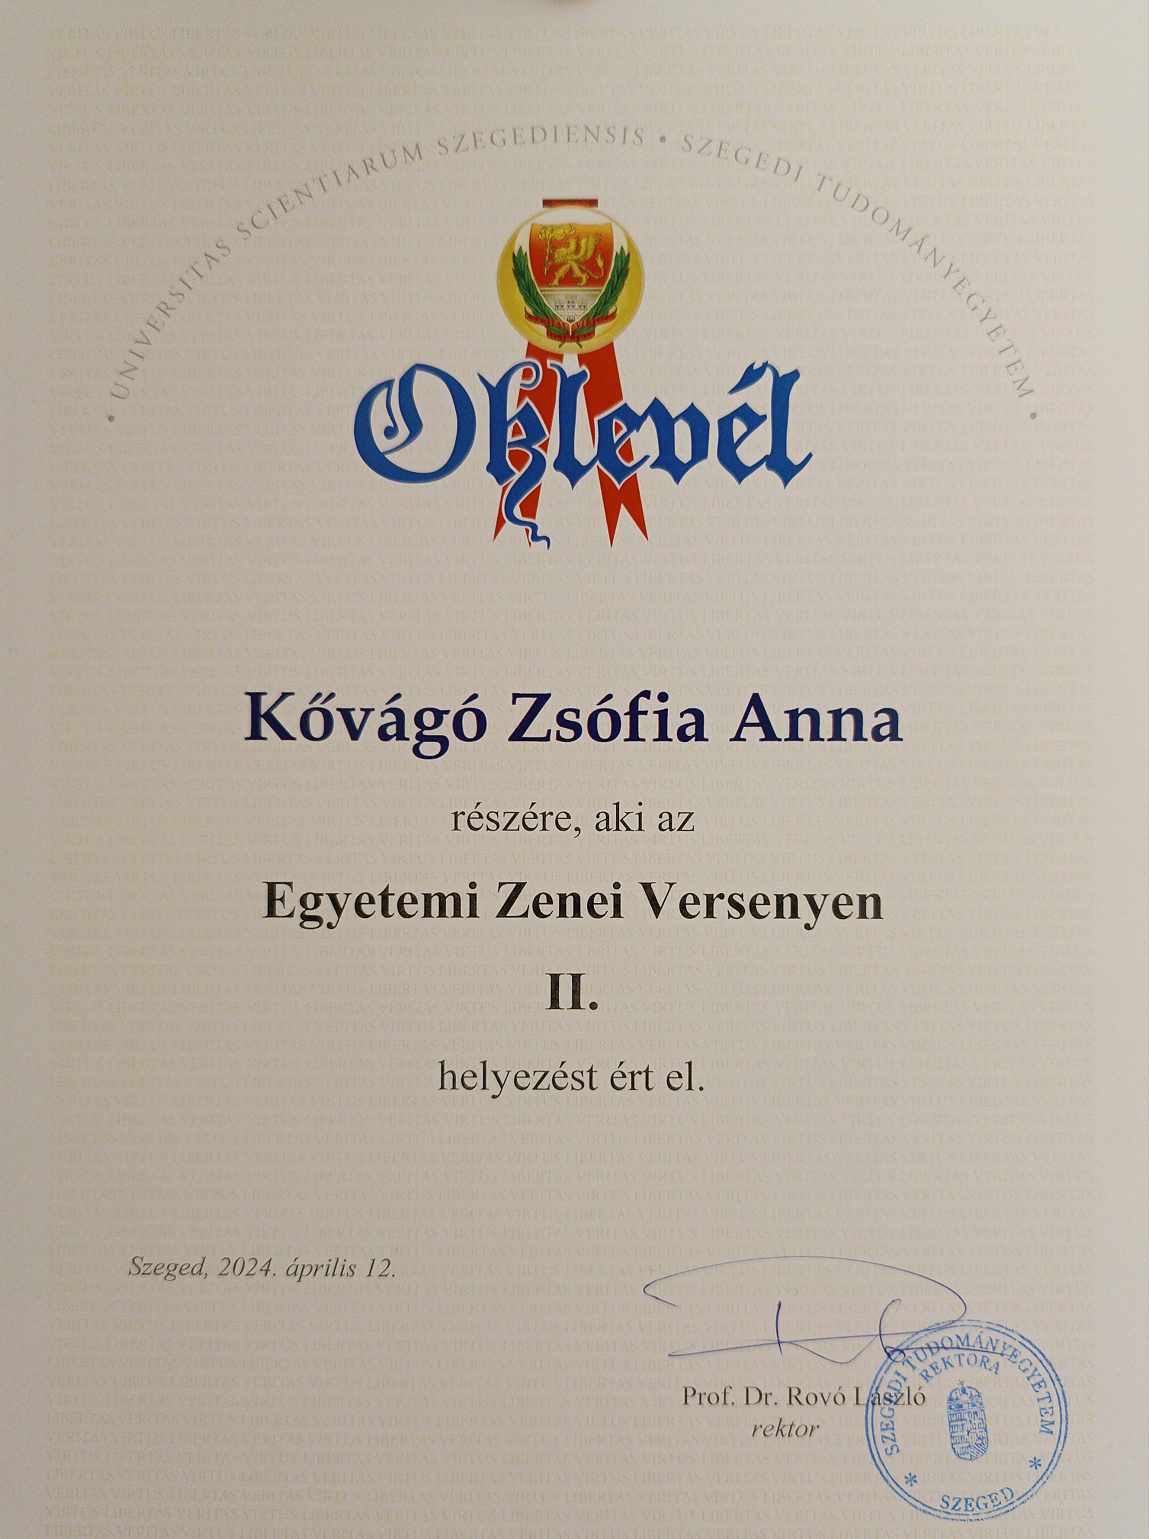 • UNIVERSITAS SCIENTIARUM SZEGEDIENSIS • SZEGEDI TUDOMÁNYEGYETEM •
Oklevél
Kővágó Zsófia Anna
részére, aki az
Egyetemi Zenei Versenyen
II.
helyezést ért el.
Szeged, 2024. április 12.
Prof. Dr. Rovó László
rektor
SZEGEDI TUDOMÁNYEGYETEM
REKTORA
* SZEGED *